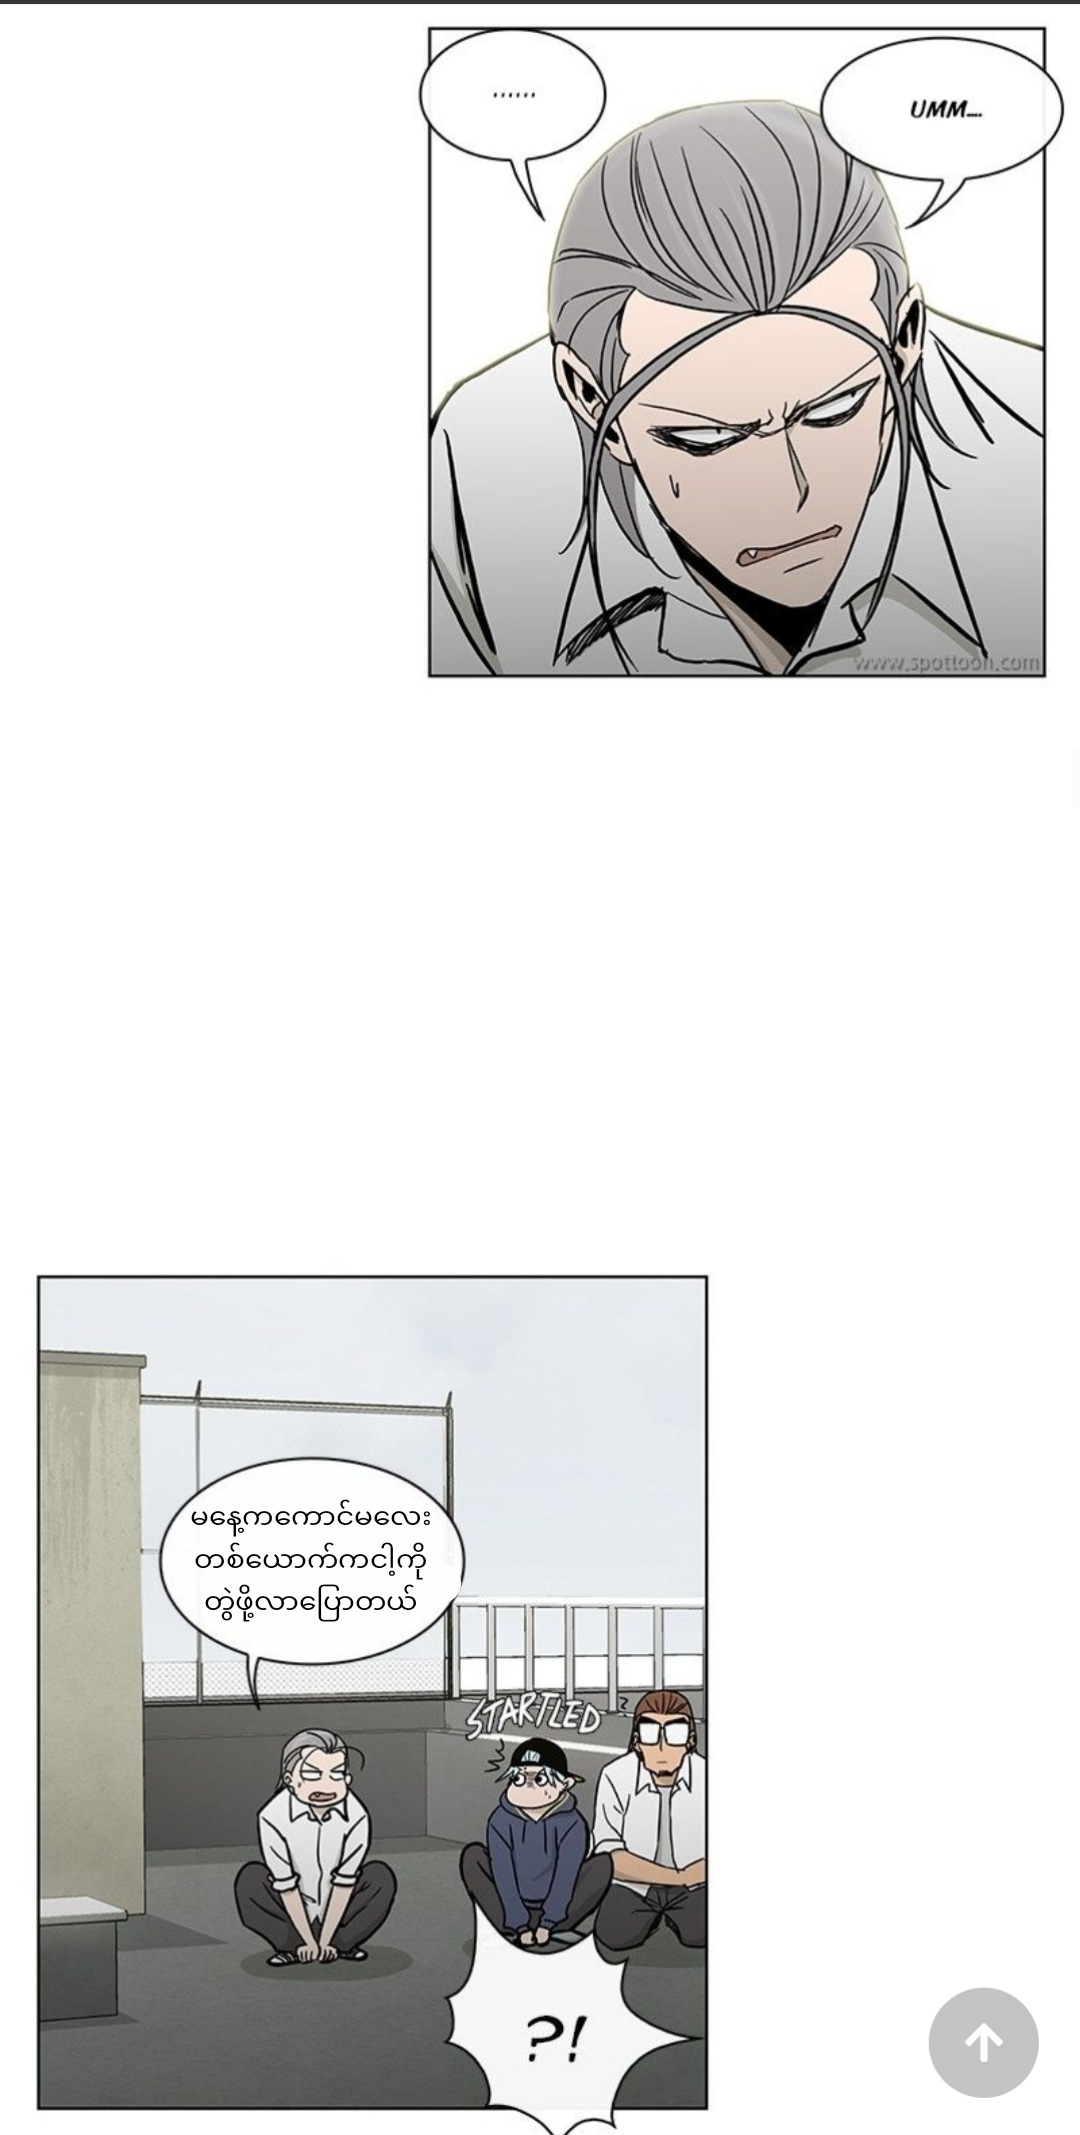 ......
UMM....
www.spottoon.com
မနေ့ကကောင်မလေး
တစ်ယောက်ကငါ့ကို
တွဲဖို့လာပြောတယ်
STARTLED
?
?!